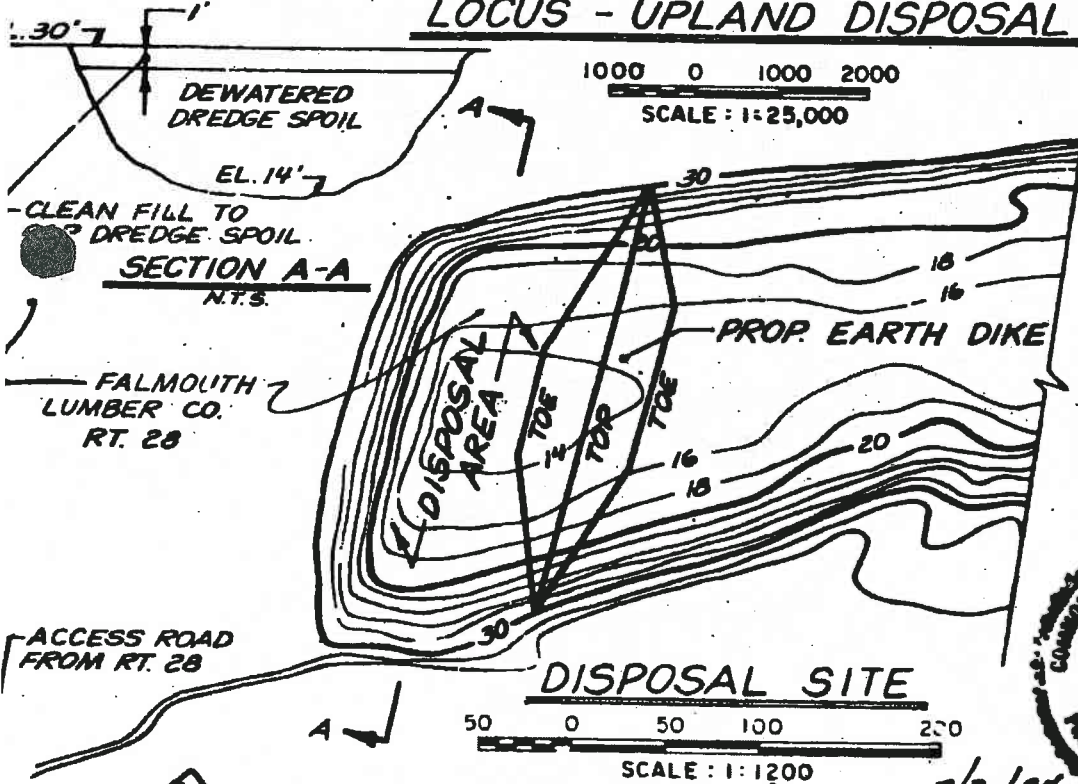 LOCUS - UPLAND DISPOSAL
1'
30'
DEWATERED
DREDGE SPOIL
EL. 14'
1000 0 1000 2000
SCALE : 1:25,000
A
CLEAN FILL TO
DREDGE SPOIL
SECTION A-A
N.T.S.
30
20
18
16
PROP. EARTH DIKE
FALMOUTH
LUMBER CO.
RT. 28
DISPOSAL
AREA
TOE
TOP
TOE
14
16
18
20
30
ACCESS ROAD
FROM RT. 28
A
DISPOSAL SITE
50 0 50 100
SCALE : 1:1200